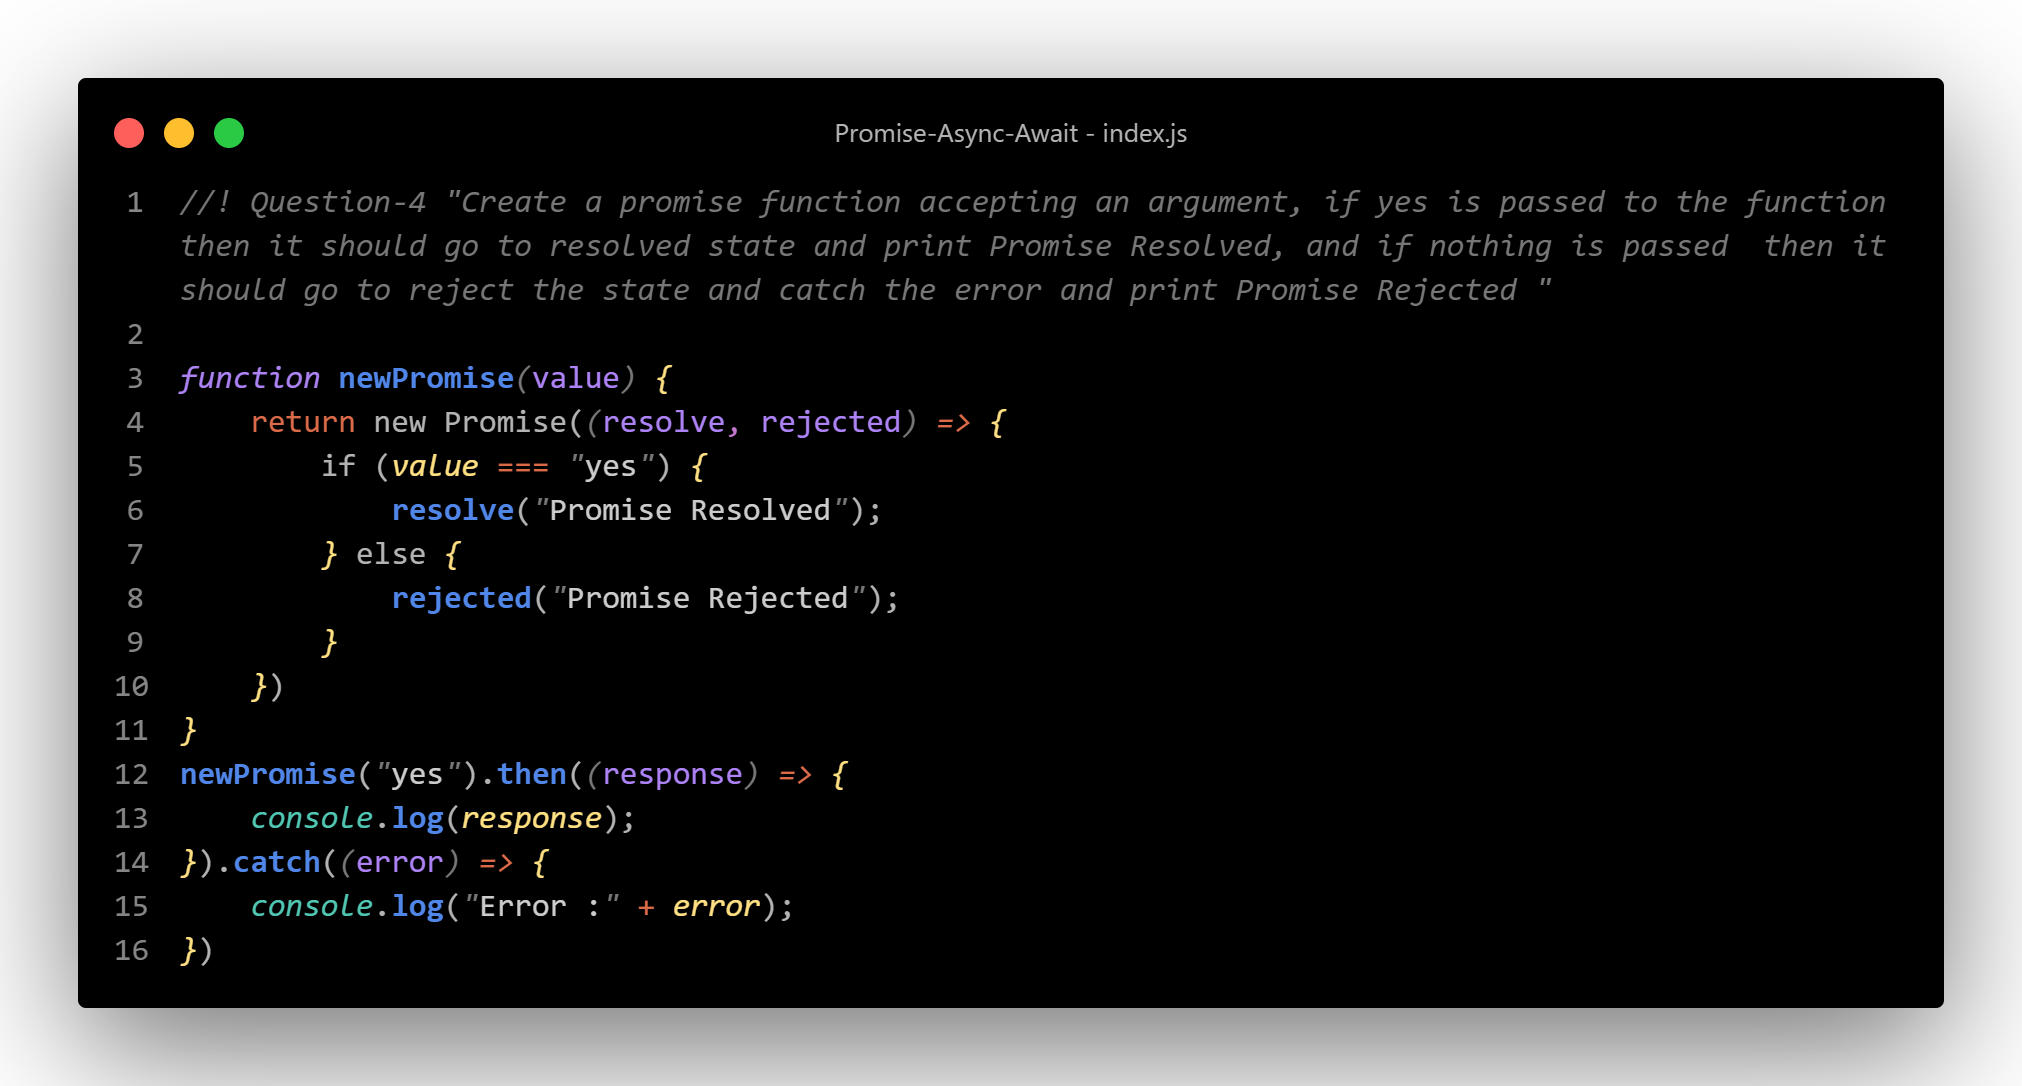 Promise-Async-Await - index.js
1 //! Question-4 "Create a promise function accepting an argument, if yes is passed to the function
then it should go to resolved state and print Promise Resolved, and if nothing is passed  then it
should go to reject the state and catch the error and print Promise Rejected "
2
3 function newPromise(value) {
4     return new Promise((resolve, rejected) => {
5         if (value === "yes") {
6             resolve("Promise Resolved");
7         } else {
8             rejected("Promise Rejected");
9         }
10     })
11 }
12 newPromise("yes").then((response) => {
13     console.log(response);
14 }).catch((error) => {
15     console.log("Error :" + error);
16 })